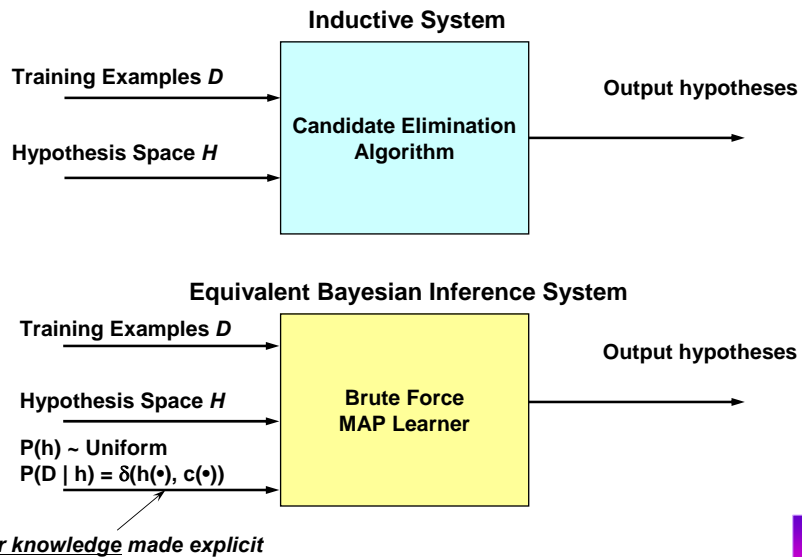 Inductive System
Training Examples D
Hypothesis Space H
Candidate Elimination
Algorithm
Output hypotheses
Equivalent Bayesian Inference System
Training Examples D
Hypothesis Space H
P(h) ~ Uniform
P(D | h) = δ(h(•), c(•))
Brute Force
MAP Learner
Output hypotheses
knowledge made explicit